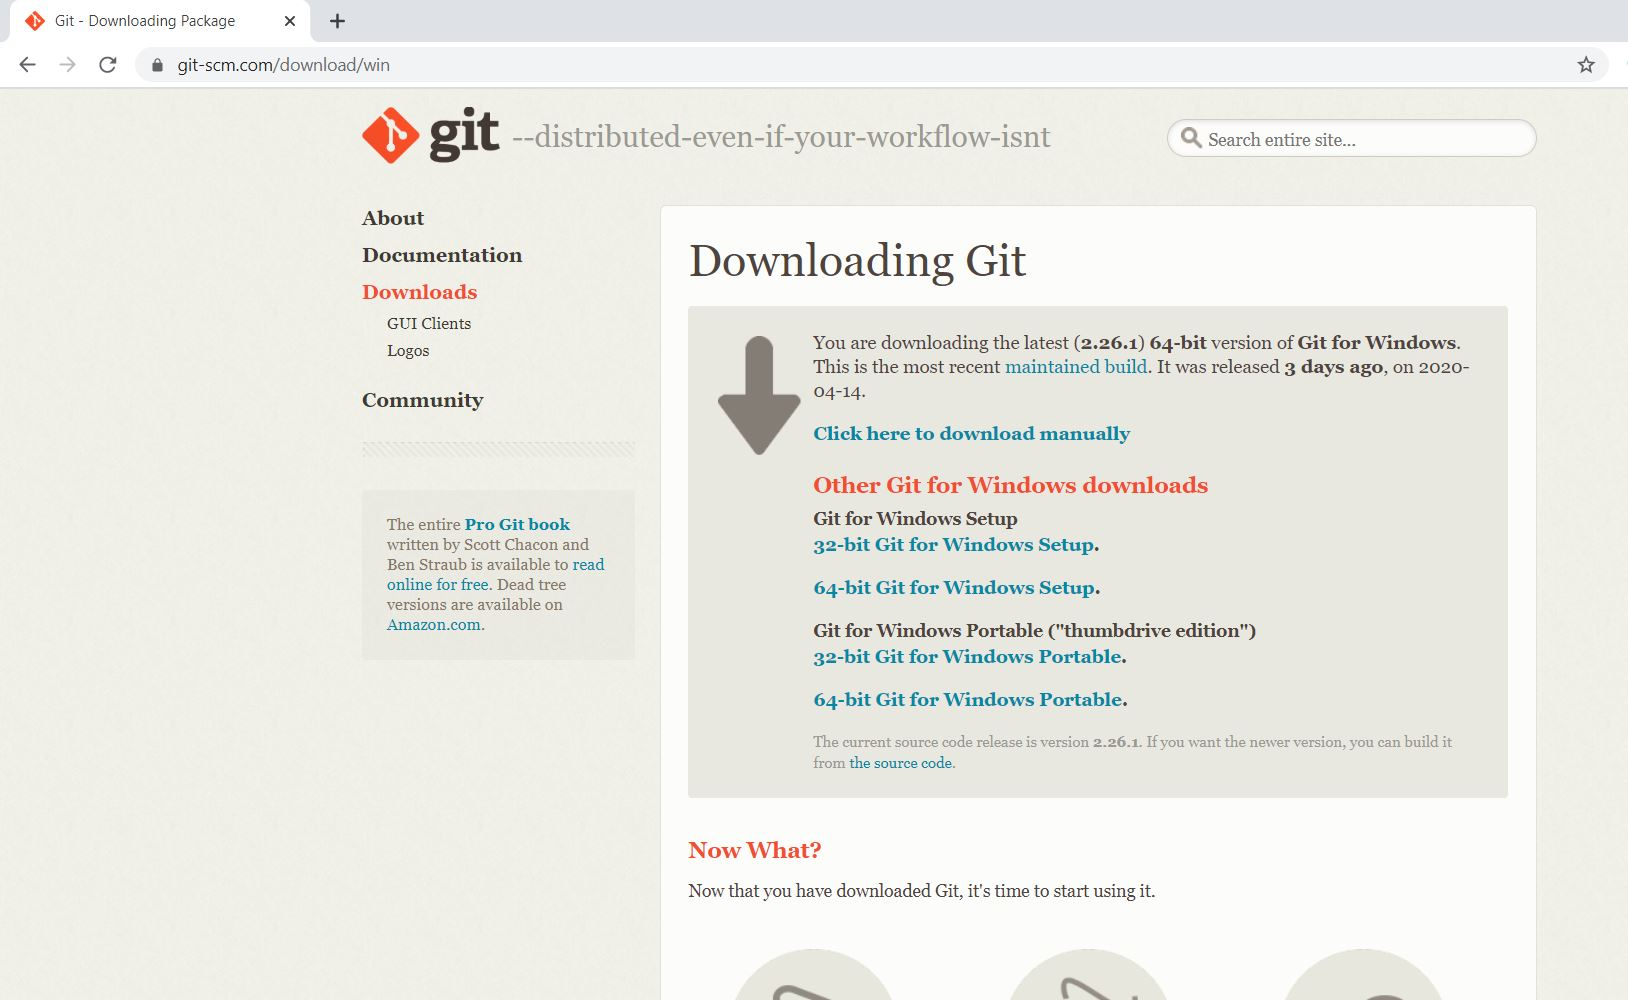 Git - Downloading Package
git-scm.com/download/win
git --distributed-even-if-your-workflow-isnt
Search entire site...
About
Documentation
Downloads
GUI Clients
Logos
Community
The entire Pro Git book
written by Scott Chacon and
Ben Straub is available to read
online for free. Dead tree
versions are available on
Amazon.com.
Downloading Git
You are downloading the latest (2.26.1) 64-bit version of Git for Windows.
This is the most recent maintained build. It was released 3 days ago, on 2020-
04-14.
Click here to download manually
Other Git for Windows downloads
Git for Windows Setup
32-bit Git for Windows Setup.
64-bit Git for Windows Setup.
Git for Windows Portable ("thumbdrive edition")
32-bit Git for Windows Portable.
64-bit Git for Windows Portable.
The current source code release is version 2.26.1. If you want the newer version, you can build it
from the source code.
Now What?
Now that you have downloaded Git, it's time to start using it.